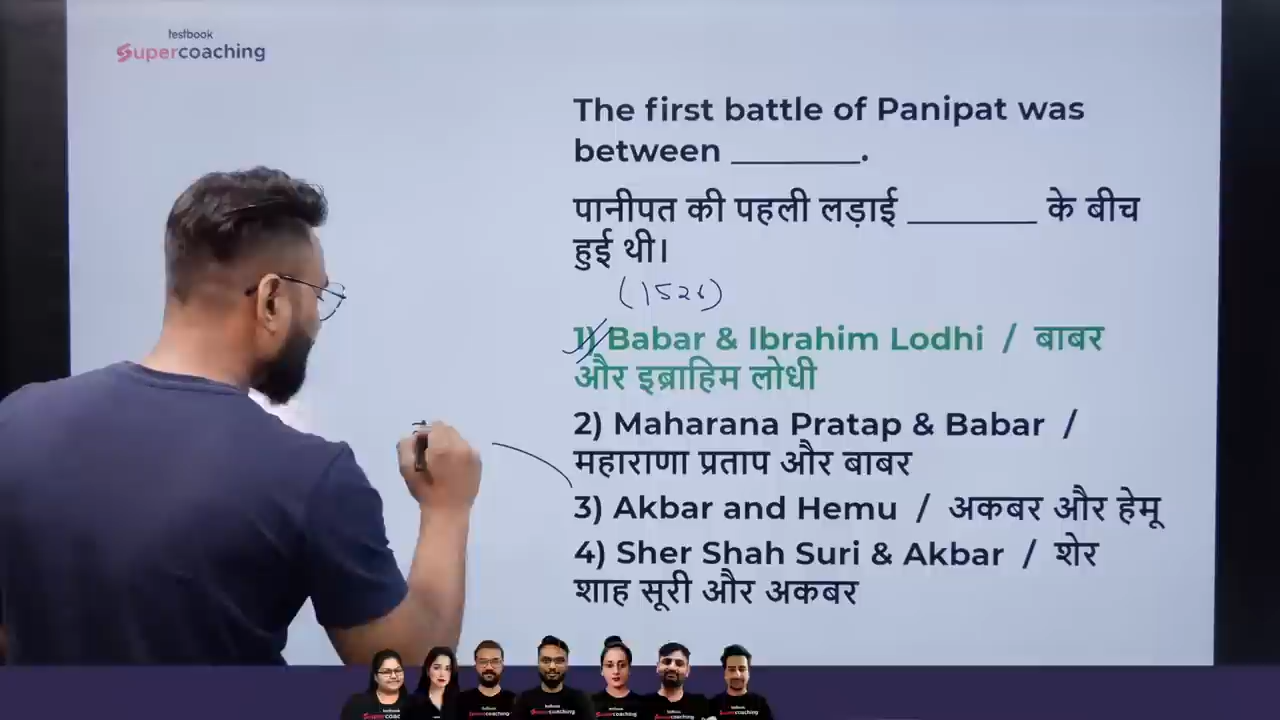 testbook
Supercoaching
The first battle of Panipat was
between ________.
पानीपत की पहली लड़ाई ________ के बीच
हुई थी।
(1526)
1) Babar & Ibrahim Lodhi / बाबर
और इब्राहिम लोधी
2) Maharana Pratap & Babar /
महाराणा प्रताप और बाबर
3) Akbar and Hemu / अकबर और हेमू
4) Sher Shah Suri & Akbar / शेर
शाह सूरी और अकबर